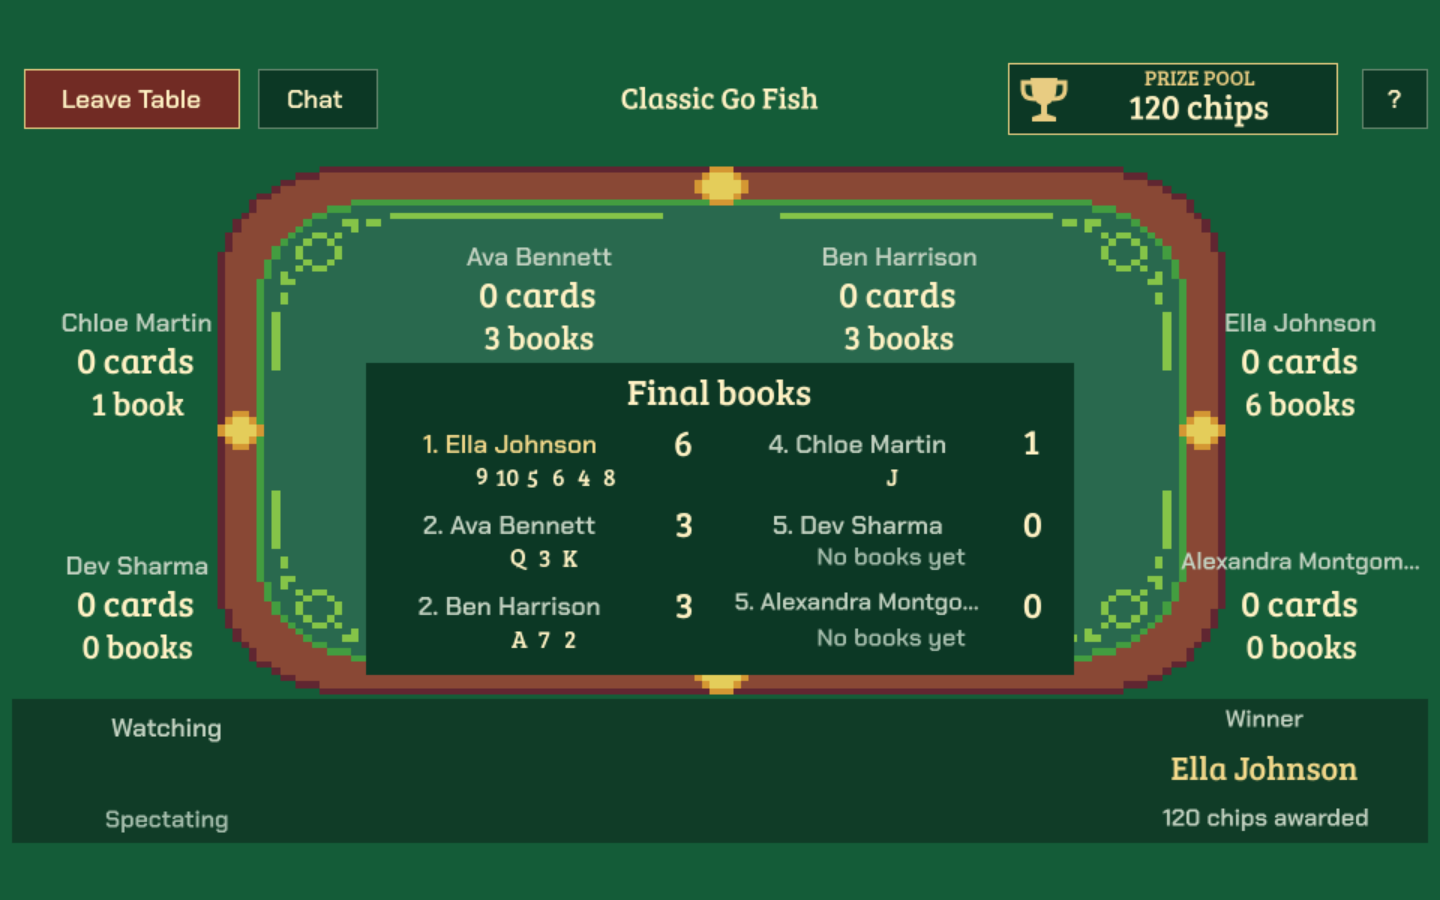 Leave Table
Chat
Classic Go Fish
PRIZE POOL
120 chips
?
Ava Bennett
0 cards
3 books
Ben Harrison
0 cards
3 books
Chloe Martin
0 cards
1 book
Ella Johnson
0 cards
6 books
Dev Sharma
0 cards
0 books
Alexandra Montgom...
0 cards
0 books
Final books
1. Ella Johnson 6
9 10 5 6 4 8
2. Ava Bennett 3
Q 3 K
2. Ben Harrison 3
A 7 2
4. Chloe Martin 1
J
5. Dev Sharma 0
No books yet
5. Alexandra Montgo... 0
No books yet
Watching
Spectating
Winner
Ella Johnson
120 chips awarded